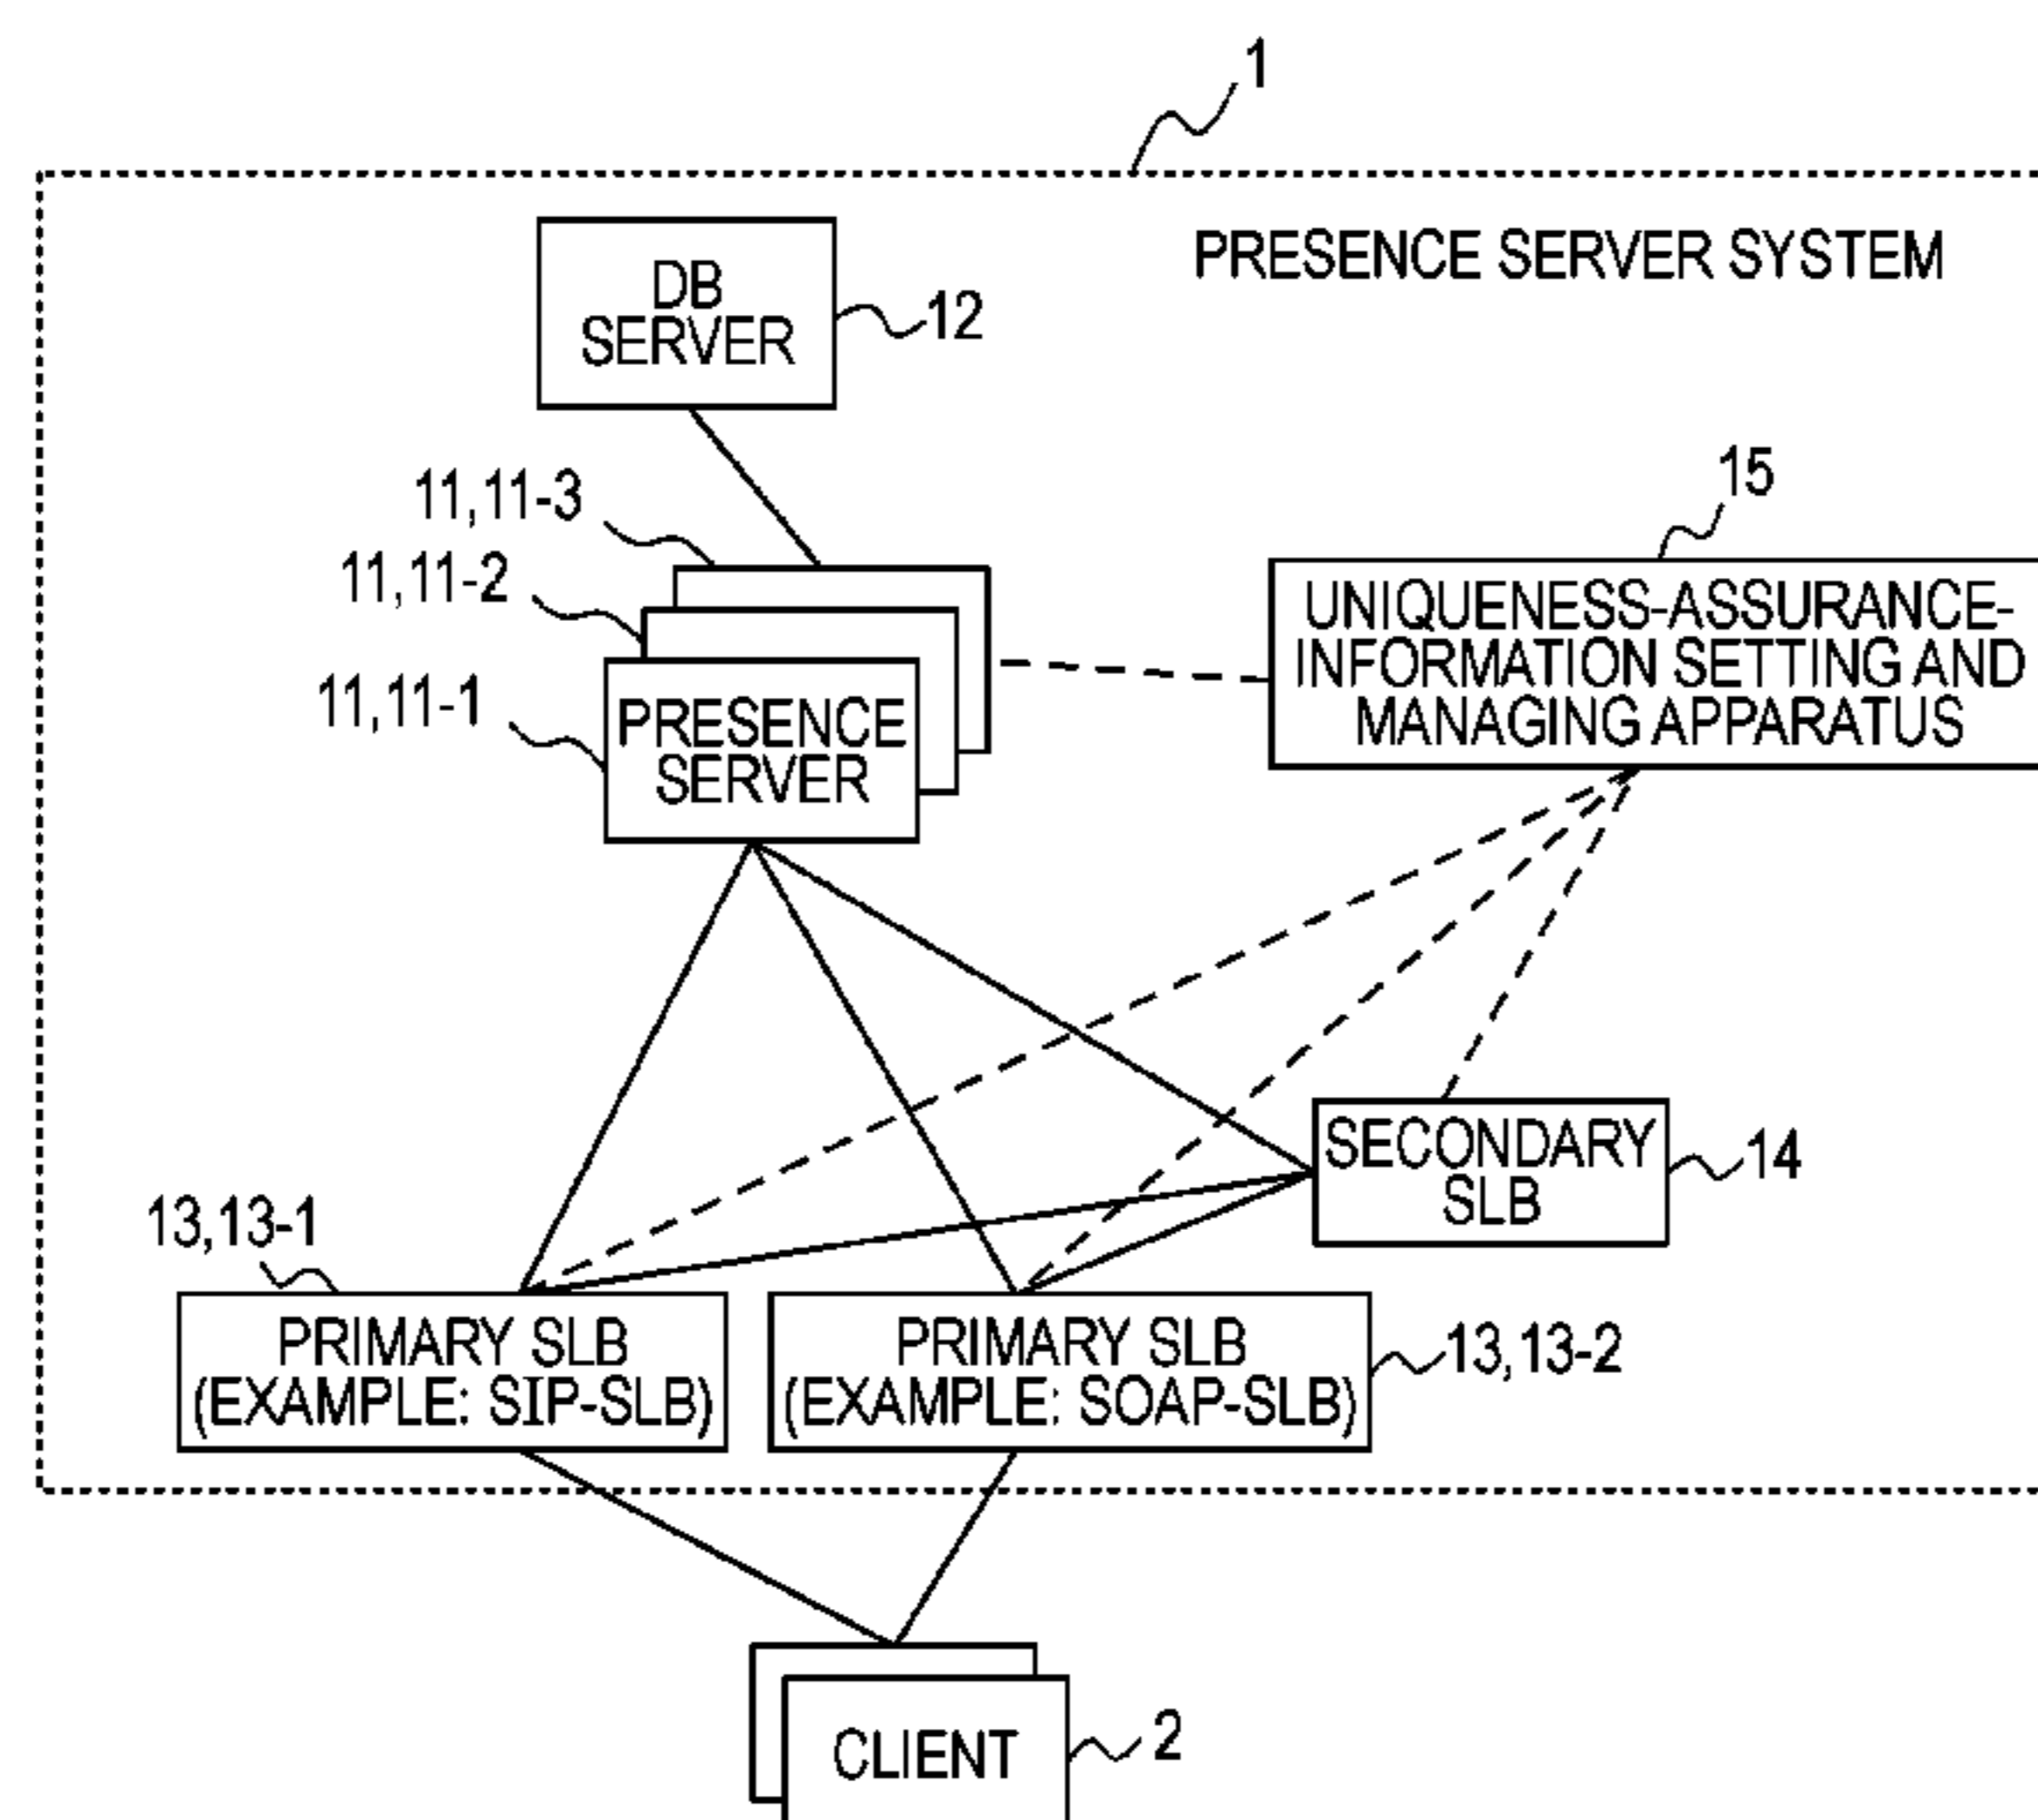 1
PRESENCE SERVER SYSTEM
DB
SERVER
12
11,11-3
11,11-2
11,11-1
PRESENCE
SERVER
15
UNIQUENESS-ASSURANCE-
INFORMATION SETTING AND
MANAGING APPARATUS
SECONDARY
SLB
14
13,13-1
PRIMARY SLB
(EXAMPLE: SIP-SLB)
PRIMARY SLB
(EXAMPLE: SOAP-SLB)
13,13-2
CLIENT
2